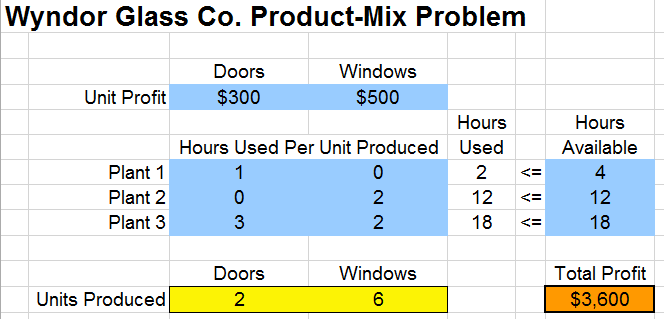 Wyndor Glass Co. Product-Mix Problem
Doors Windows
Unit Profit $300 $500
Hours Hours
Hours Used Per Unit Produced Used Available
Plant 1 1 0 2 <= 4
Plant 2 0 2 12 <= 12
Plant 3 3 2 18 <= 18
Doors Windows Total Profit
Units Produced 2 6 $3,600